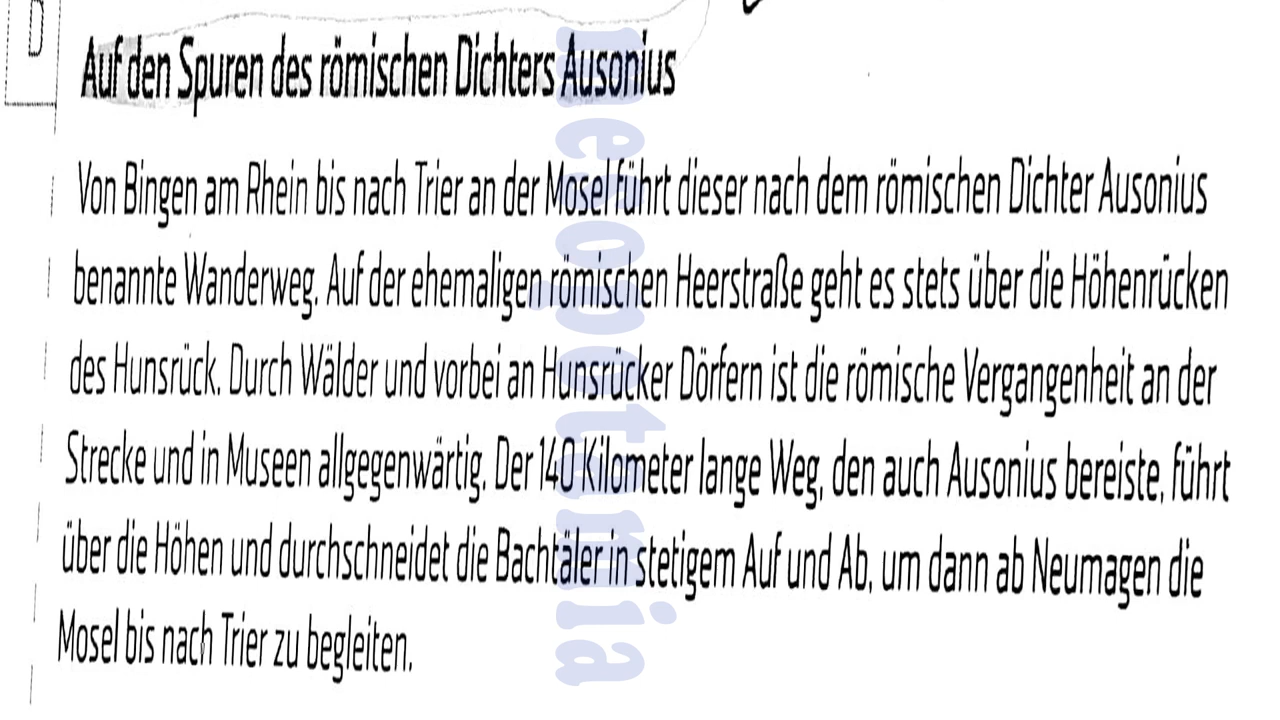 D
Auf den Spuren des römischen Dichters Ausonius
Von Bingen am Rhein bis nach Trier an der Mosel führt dieser nach dem römischen Dichter Ausonius
benannte Wanderweg. Auf der ehemaligen römischen Heerstraße geht es stets über die Höhenrücken
des Hunsrück. Durch Wälder und vorbei an Hunsrücker Dörfern ist die römische Vergangenheit an der
Strecke und in Museen allgegenwärtig. Der 140 Kilometer lange Weg, den auch Ausonius bereiste, führt
über die Höhen und durchschneidet die Bachtäler in stetigem Auf und Ab, um dann ab Neumagen die
Mosel bis nach Trier zu begleiten.
mesopotamia